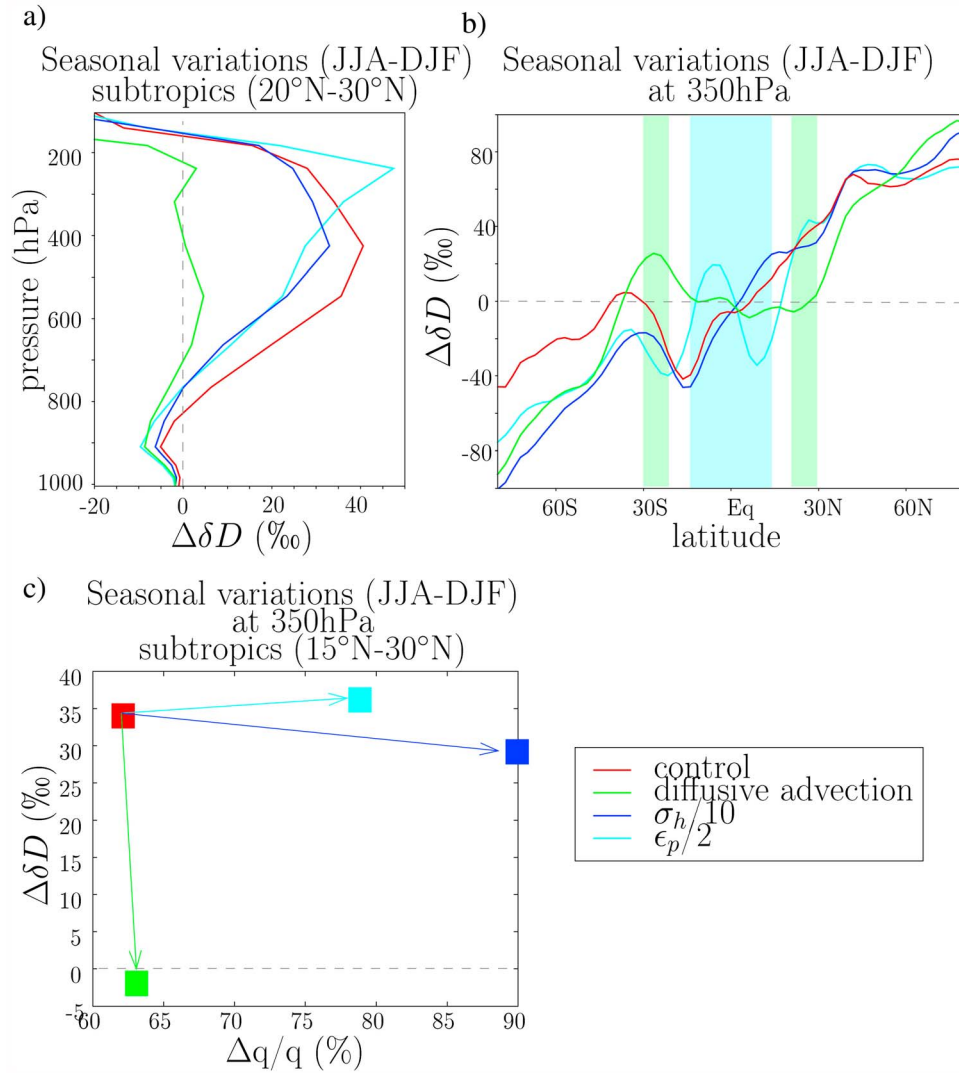 a)
Seasonal variations (JJA-DJF)
subtropics (20°N-30°N)
pressure (hPa)
200
400
600
800
1000
-20
0
20
40
ΔδD (‰)
b)
Seasonal variations (JJA-DJF)
at 350hPa
ΔδD
(‰)
80
40
0
-40
-80
60S
30S
Eq
30N
60N
latitude
c)
Seasonal variations (JJA-DJF)
at 350hPa
subtropics (15°N-30°N)
ΔδD (‰)
40
35
30
25
20
15
10
5
0
-5
60
65
70
75
80
85
90
Δq/q (%)
control
diffusive advection
σ_h/10
ϵ_p/2